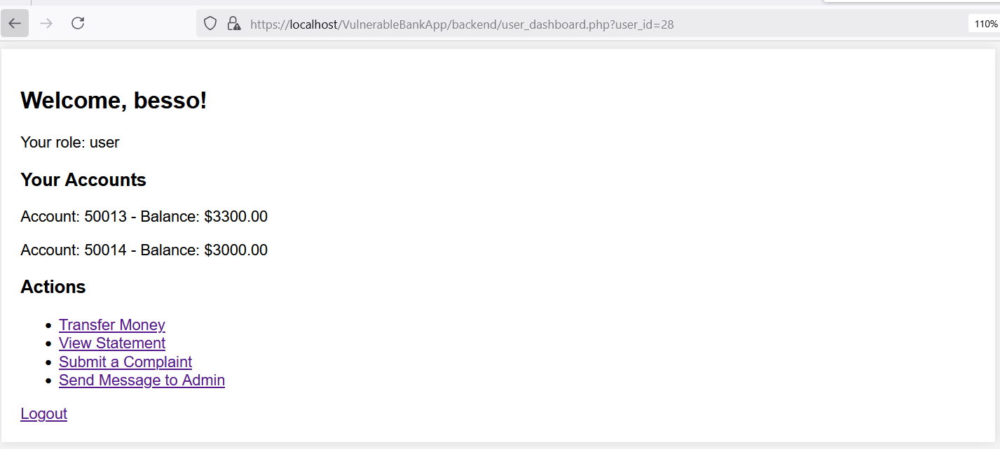 https://localhost/VulnerableBankApp/backend/user_dashboard.php?user_id=28
110%
Welcome, besso!
Your role: user
Your Accounts
Account: 50013 - Balance: $3300.00
Account: 50014 - Balance: $3000.00
Actions
Transfer Money
View Statement
Submit a Complaint
Send Message to Admin
Logout